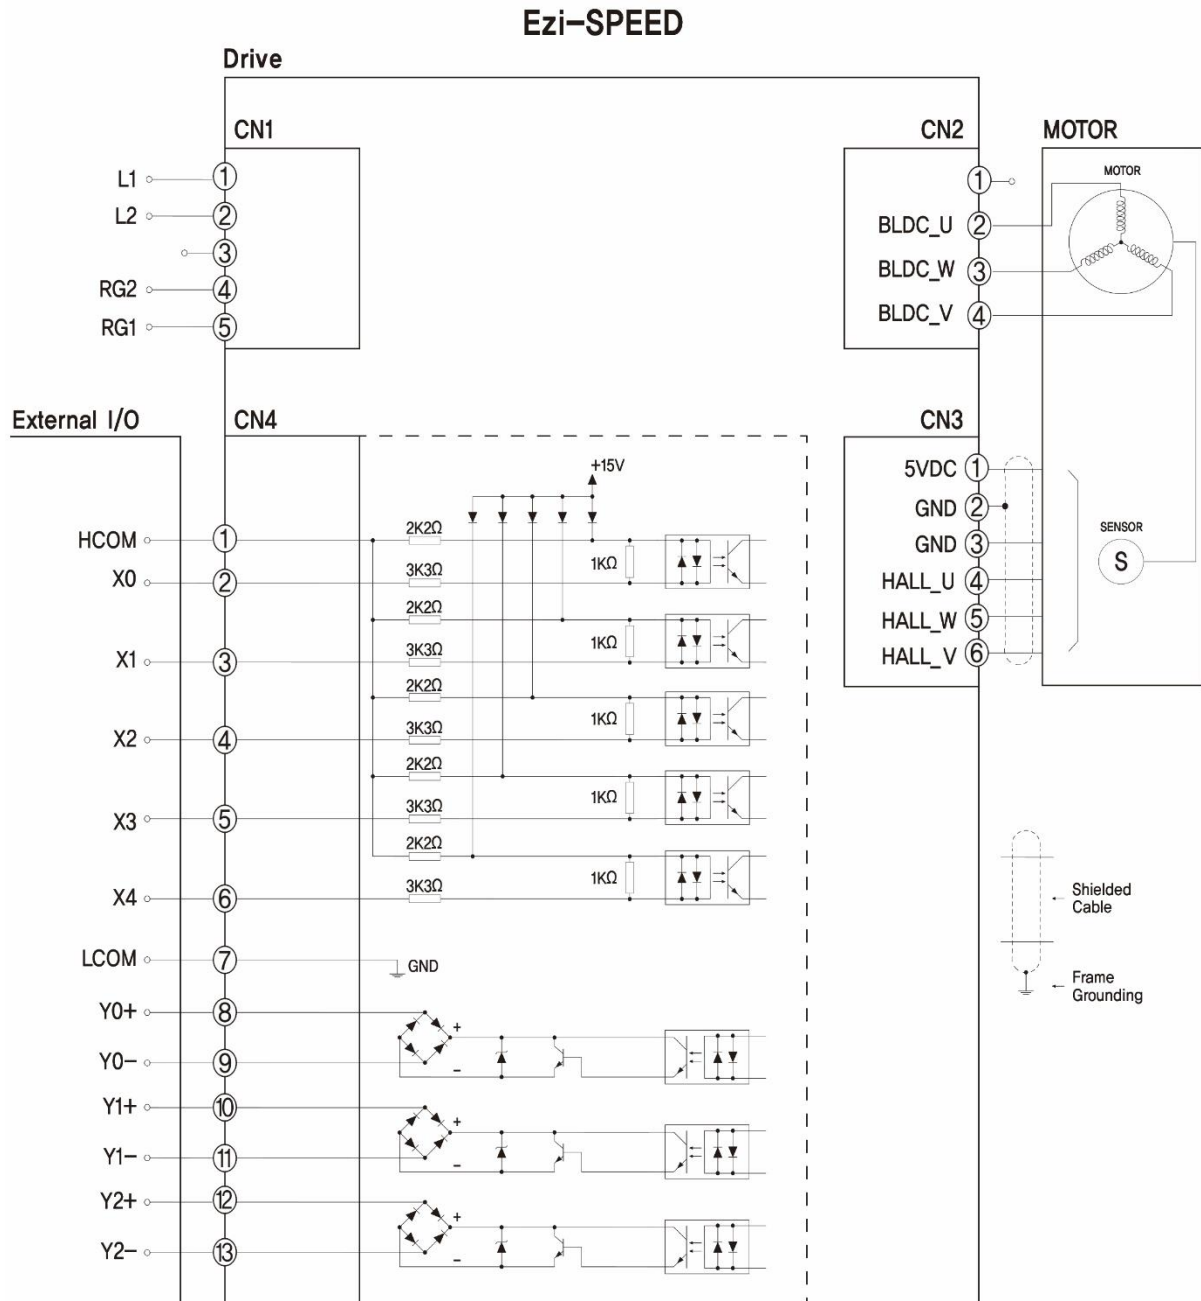 Ezi-SPEED
Drive
CN1
L1 1
L2 2
3
RG2 4
RG1 5
CN2
1
BLDC_U 2
BLDC_W 3
BLDC_V 4
MOTOR
MOTOR
External I/O
CN4
+15V
HCOM 1 2K2Ω
1KΩ
X0 2 3K3Ω
2K2Ω
1KΩ
X1 3 3K3Ω
2K2Ω
1KΩ
X2 4 3K3Ω
2K2Ω
1KΩ
X3 5 3K3Ω
2K2Ω
1KΩ
X4 6 3K3Ω
LCOM 7 GND
Y0+ 8
+
Y0- 9
-
Y1+ 10
+
Y1- 11
-
Y2+ 12
+
Y2- 13
-
CN3
5VDC 1
GND 2
GND 3
HALL_U 4
HALL_W 5
HALL_V 6
SENSOR
S
Shielded
Cable
Frame
Grounding